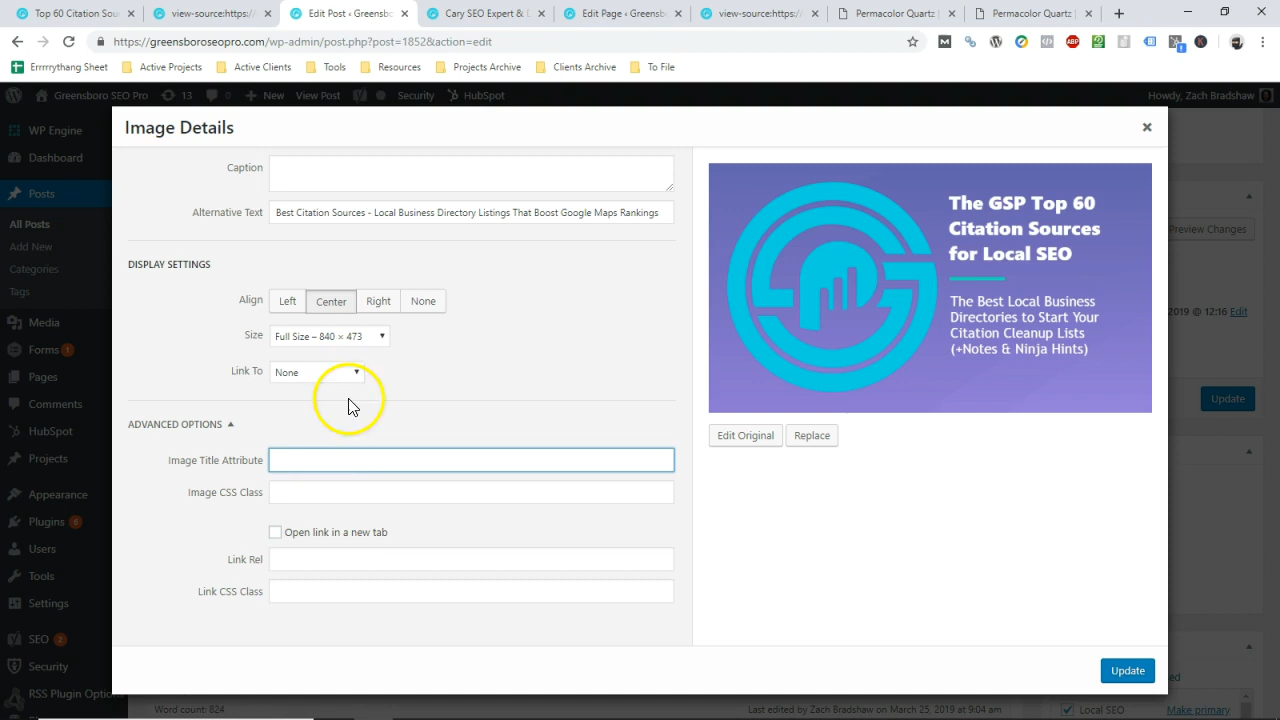 Top 60 Citation Sour
view-source:https:/
Edit Post ‹ Greensbo
Cary SEO Expert & D
Edit Page ‹ Greensb
view-source:https:/
Permacolor Quartz
Permacolor Quartz
https://greensboroseopro.com/wp-admin/post.php?post=1852&action=edit
Errrrrythang Sheet
Active Projects
Active Clients
Tools
Resources
Projects Archive
Clients Archive
To File
Greensboro SEO Pro
13
New
View Post
Security
HubSpot
Howdy, Zach Bradshaw
Image Details
WP Engine
Dashboard
Posts
All Posts
Add New
Categories
Tags
Media
Forms 1
Pages
Comments
HubSpot
Projects
Appearance
Plugins 6
Users
Tools
Settings
SEO 2
Security
RSS Plugin Optio
Caption
Alternative Text
Best Citation Sources - Local Business Directory Listings That Boost Google Maps Rankings
DISPLAY SETTINGS
Align
Left
Center
Right
None
Size
Full Size – 840 × 473
Link To
None
ADVANCED OPTIONS
Image Title Attribute
Image CSS Class
Open link in a new tab
Link Rel
Link CSS Class
The GSP Top 60
Citation Sources
for Local SEO
The Best Local Business
Directories to Start Your
Citation Cleanup Lists
(+Notes & Ninja Hints)
Edit Original
Replace
Update
Preview Changes
2019 @ 12:16 Edit
Update
ed
Local SEO
Make primary
Word count: 824
Last edited by Zach Bradshaw on March 25, 2019 at 9:04 am